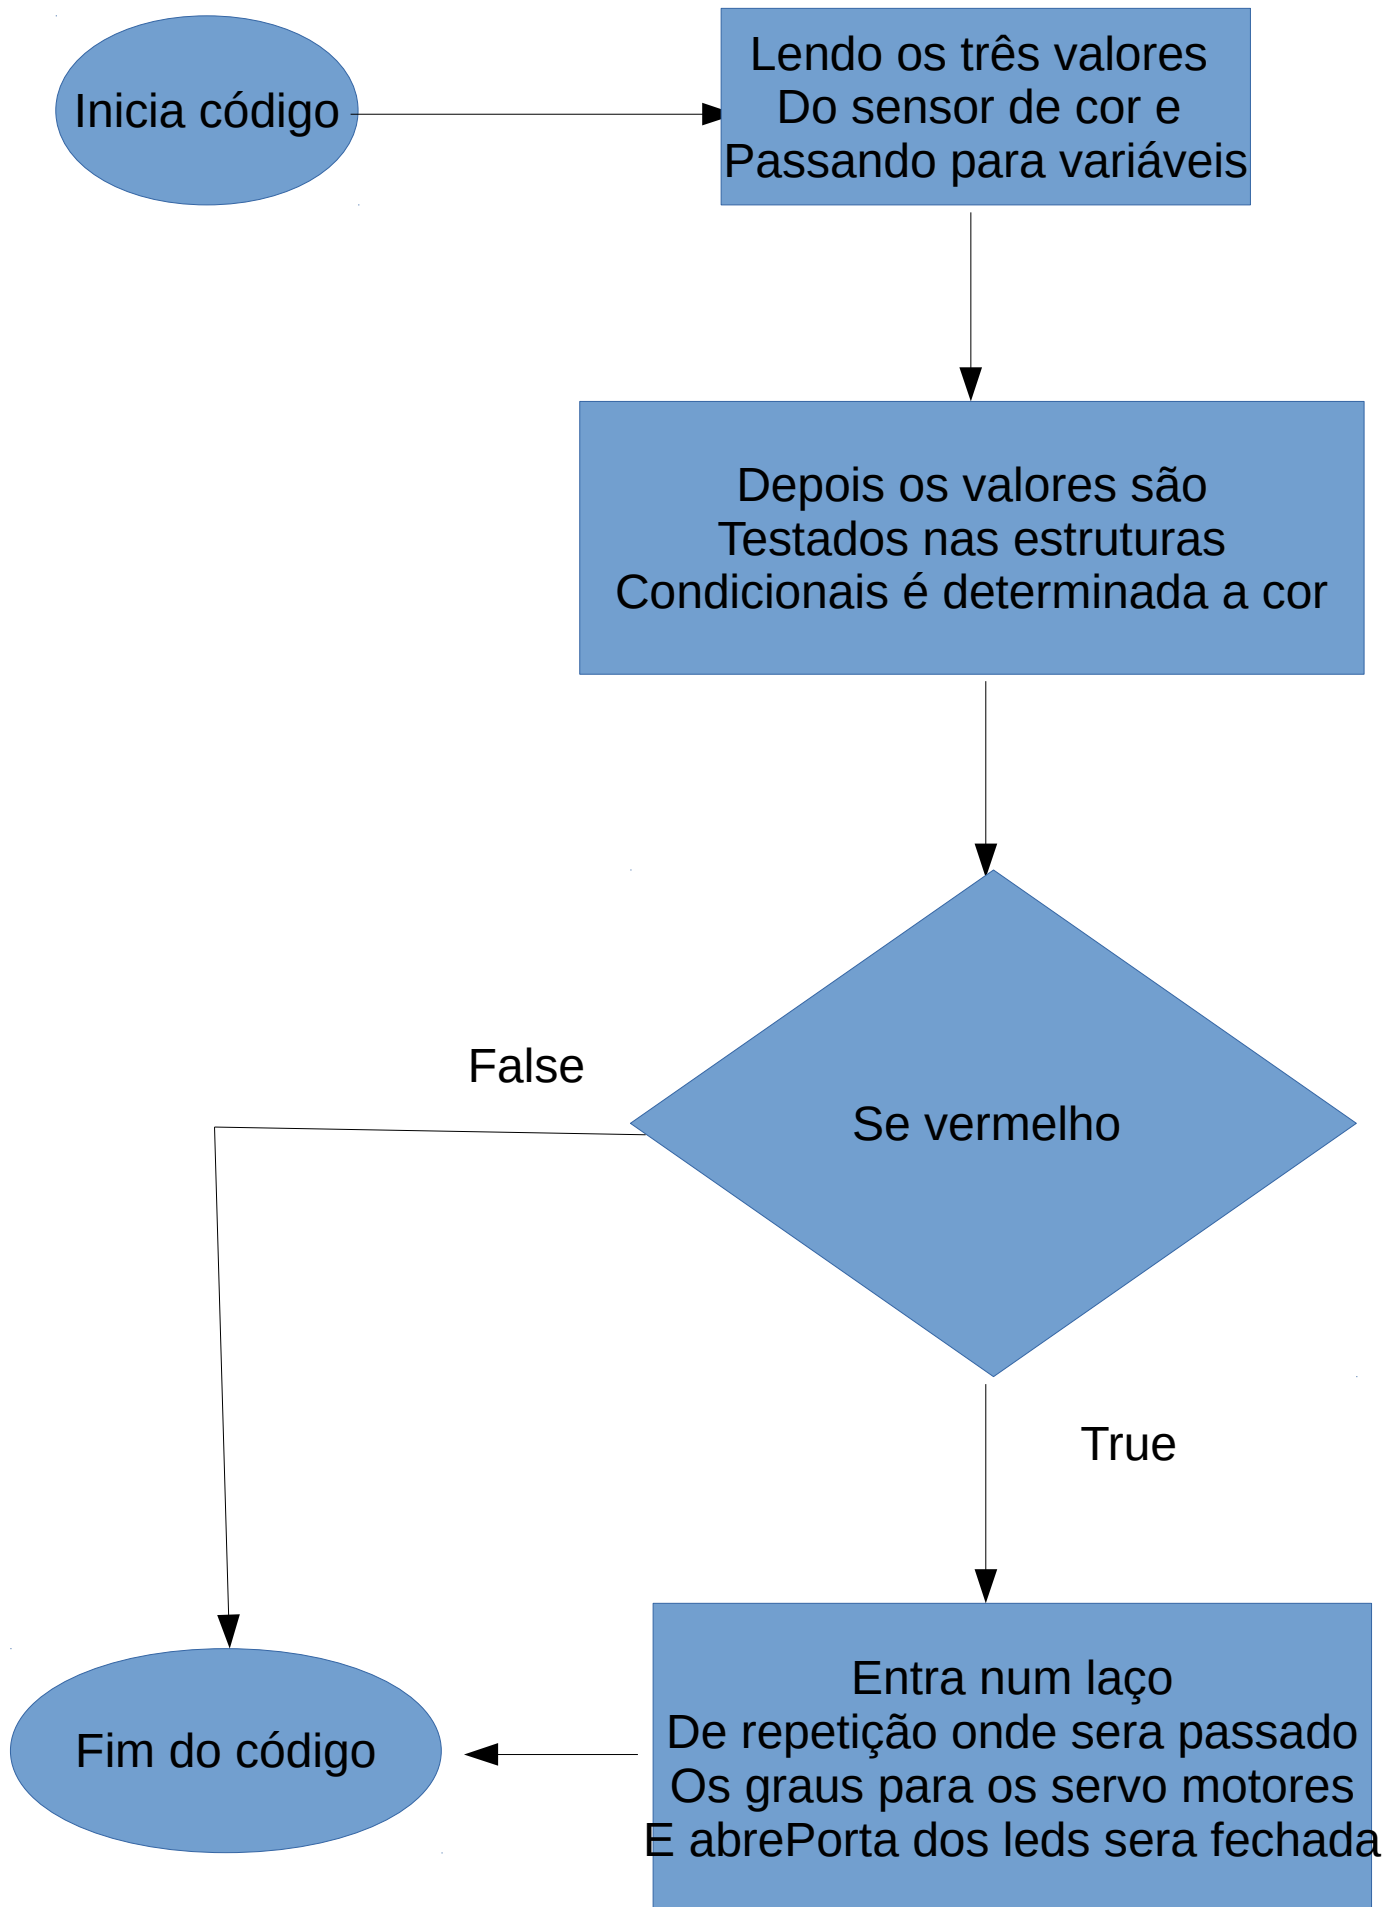 Inicia código
Lendo os três valores
Do sensor de cor e
Passando para variáveis
Depois os valores são
Testados nas estruturas
Condicionais é determinada a cor
False
Se vermelho
True
Entra num laço
De repetição onde sera passado
Os graus para os servo motores
E abrePorta dos leds sera fechada
Fim do código